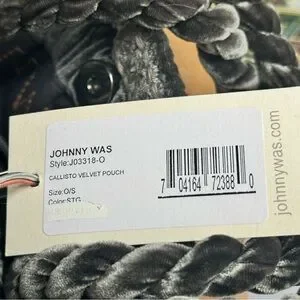 JOHNNY WAS
Style:J03318-O
CALLISTO VELVET POUCH
Size:O/S
Color:STG
7 04164 72388 0
johnnywas.com